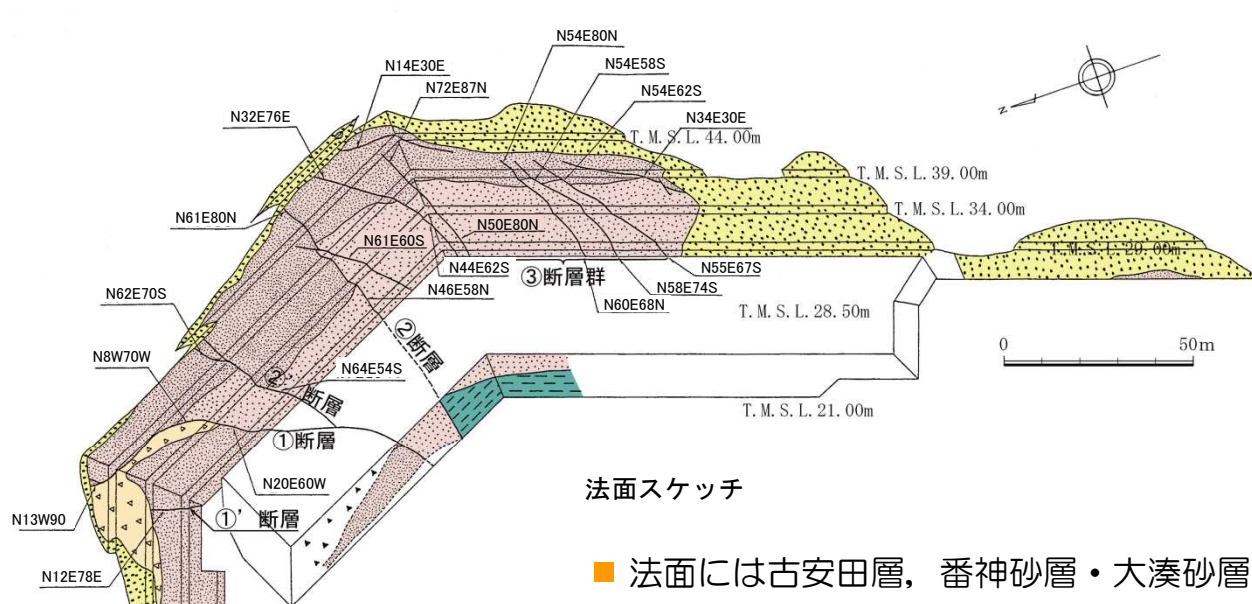 N54E80N
N14E30E
N54E58S
N72E87N
N54E62S
N32E76E
N34E30E
N
T.M.S.L.44.00m
T.M.S.L.39.00m
T.M.S.L.34.00m
N61E80N
N50E80N
N61E60S
T.M.S.L.29.00m
N44E62S
③断層群
N55E67S
N46E58N
N58E74S
N62E70S
N60E68N
T.M.S.L.28.50m
②断層
0
50m
N8W70W
N64E54S
②'断層
T.M.S.L.21.00m
①断層
法面スケッチ
N20E60W
N13W90
①' 断層
N12E78E
■ 法面には古安田層，番神砂層・大湊砂層